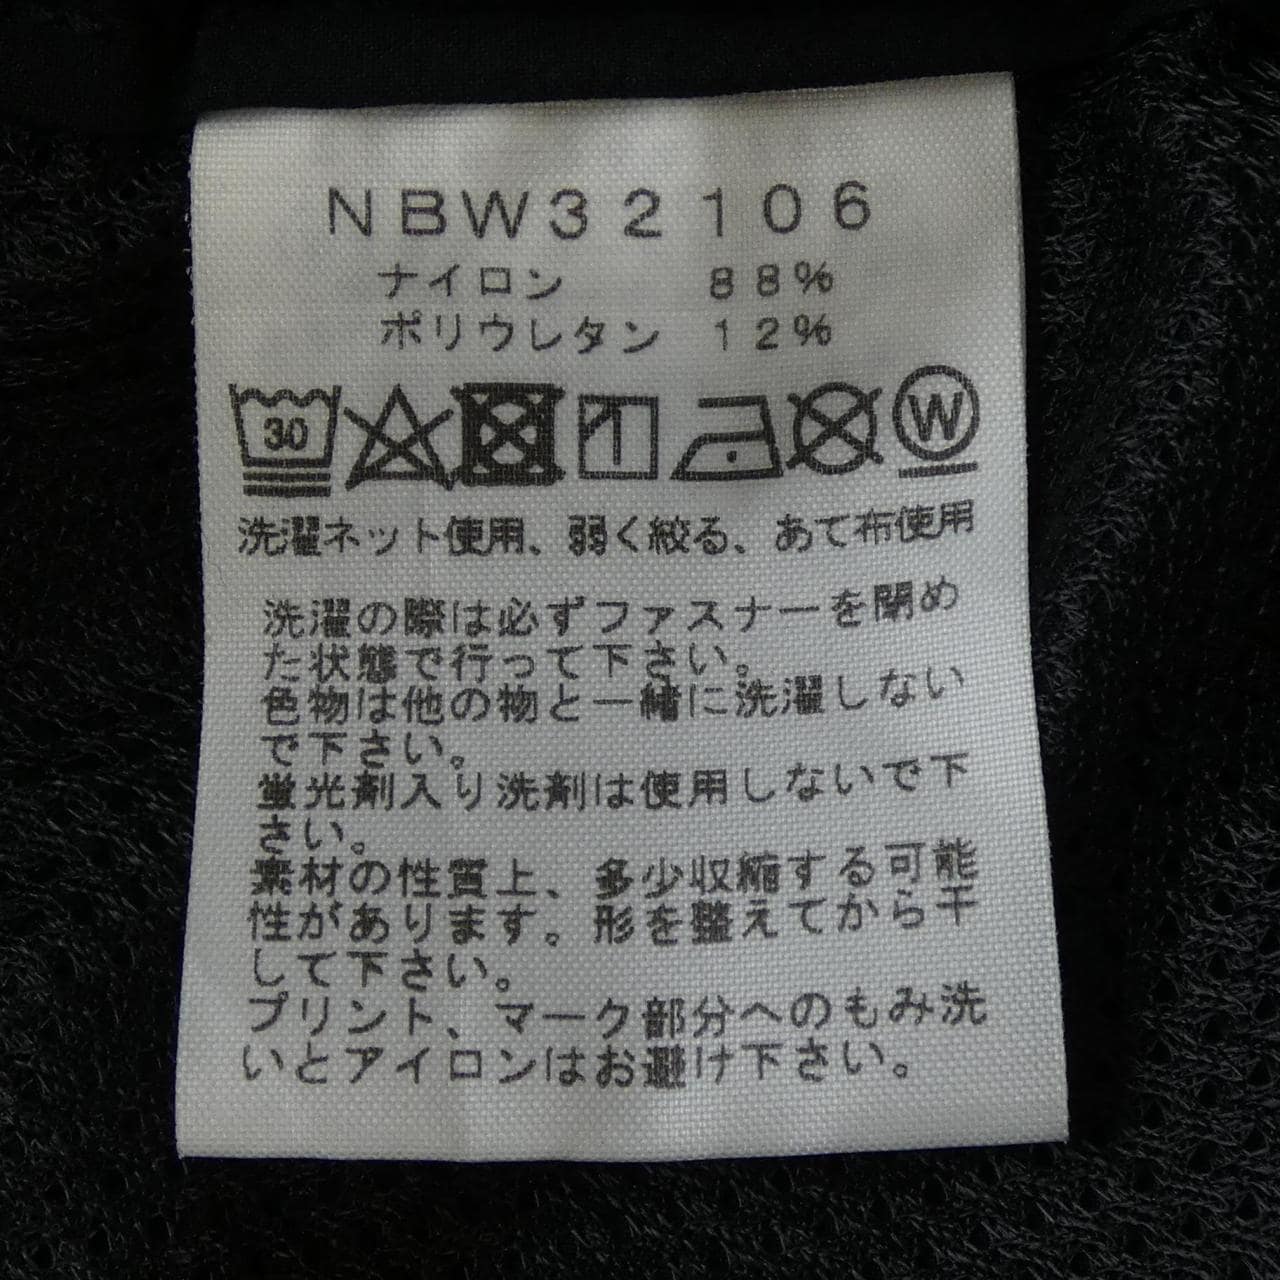 NBW32106
ナイロン 88%
ポリウレタン 12%
30 W
洗濯ネット使用、弱く絞る、あて布使用
洗濯の際は必ずファスナーを閉め
た状態で行って下さい。
色物は他の物と一緒に洗濯しない
で下さい。
蛍光剤入り洗剤は使用しないで下
さい。
素材の性質上、多少収縮する可能
性があります。形を整えてから干
して下さい。
プリント、マーク部分へのもみ洗
いとアイロンはお避け下さい。